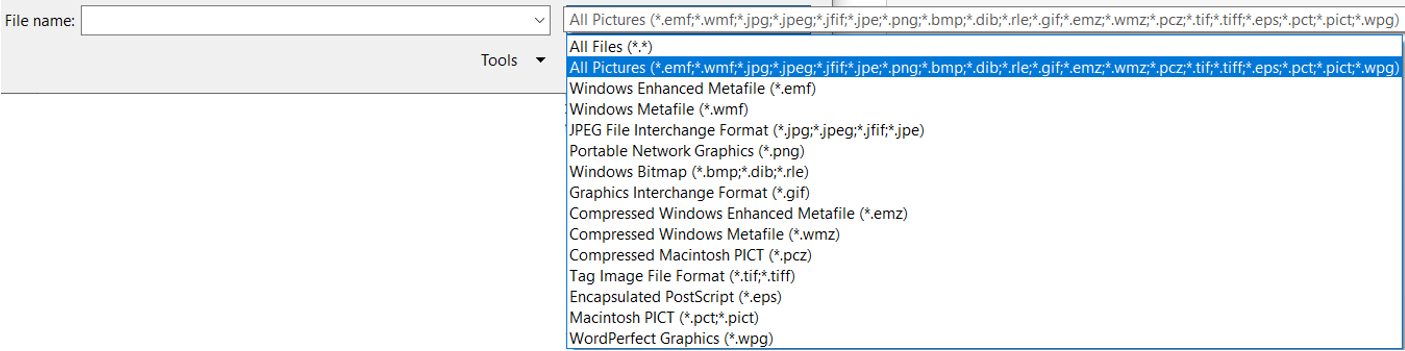 File name:
All Pictures (*.emf;*.wmf;*.jpg;*.jpeg;*.jfif;*.jpe;*.png;*.bmp;*.dib;*.rle;*.gif;*.emz;*.wmz;*.pcz;*.tif;*.tiff;*.eps;*.pct;*.pict;*.wpg)
Tools
All Files (*.*)
All Pictures (*.emf;*.wmf;*.jpg;*.jpeg;*.jfif;*.jpe;*.png;*.bmp;*.dib;*.rle;*.gif;*.emz;*.wmz;*.pcz;*.tif;*.tiff;*.eps;*.pct;*.pict;*.wpg)
Windows Enhanced Metafile (*.emf)
Windows Metafile (*.wmf)
JPEG File Interchange Format (*.jpg;*.jpeg;*.jfif;*.jpe)
Portable Network Graphics (*.png)
Windows Bitmap (*.bmp;*.dib;*.rle)
Graphics Interchange Format (*.gif)
Compressed Windows Enhanced Metafile (*.emz)
Compressed Windows Metafile (*.wmz)
Compressed Macintosh PICT (*.pcz)
Tag Image File Format (*.tif;*.tiff)
Encapsulated PostScript (*.eps)
Macintosh PICT (*.pct;*.pict)
WordPerfect Graphics (*.wpg)